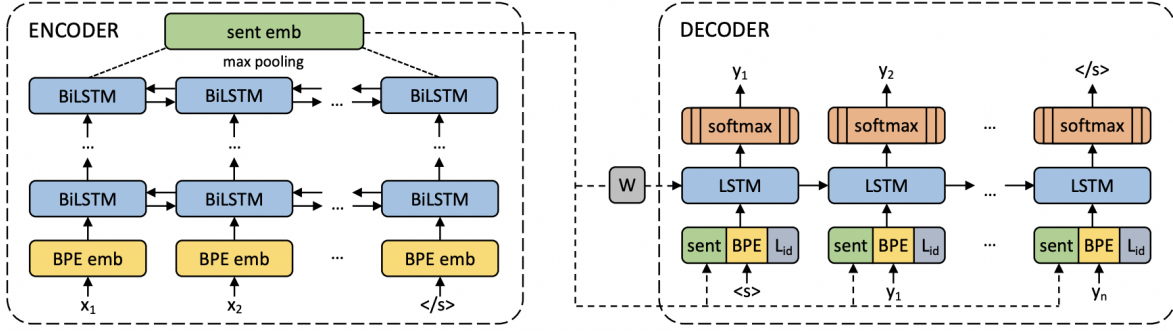 ENCODER
sent emb
max pooling
BiLSTM BiLSTM ... BiLSTM
... ... ...
BiLSTM BiLSTM ... BiLSTM
BPE emb BPE emb ... BPE emb
x1 x2 </s>
W
DECODER
y1 y2 </s>
softmax softmax ... softmax
LSTM LSTM ... LSTM
sent BPE Lid sent BPE Lid ... sent BPE Lid
<s> y1 yn